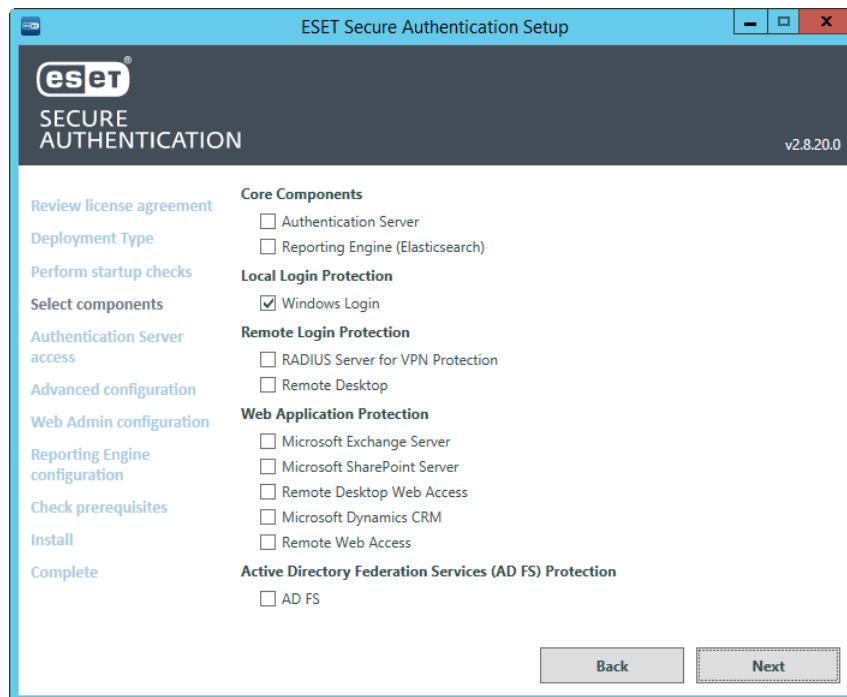 ESET Secure Authentication Setup
eseT®
SECURE
AUTHENTICATION
v2.8.20.0
Review license agreement
Deployment Type
Perform startup checks
Select components
Authentication Server
access
Advanced configuration
Web Admin configuration
Reporting Engine
configuration
Check prerequisites
Install
Complete
Core Components
Authentication Server
Reporting Engine (Elasticsearch)
Local Login Protection
Windows Login
Remote Login Protection
RADIUS Server for VPN Protection
Remote Desktop
Web Application Protection
Microsoft Exchange Server
Microsoft SharePoint Server
Remote Desktop Web Access
Microsoft Dynamics CRM
Remote Web Access
Active Directory Federation Services (AD FS) Protection
AD FS
Back
Next